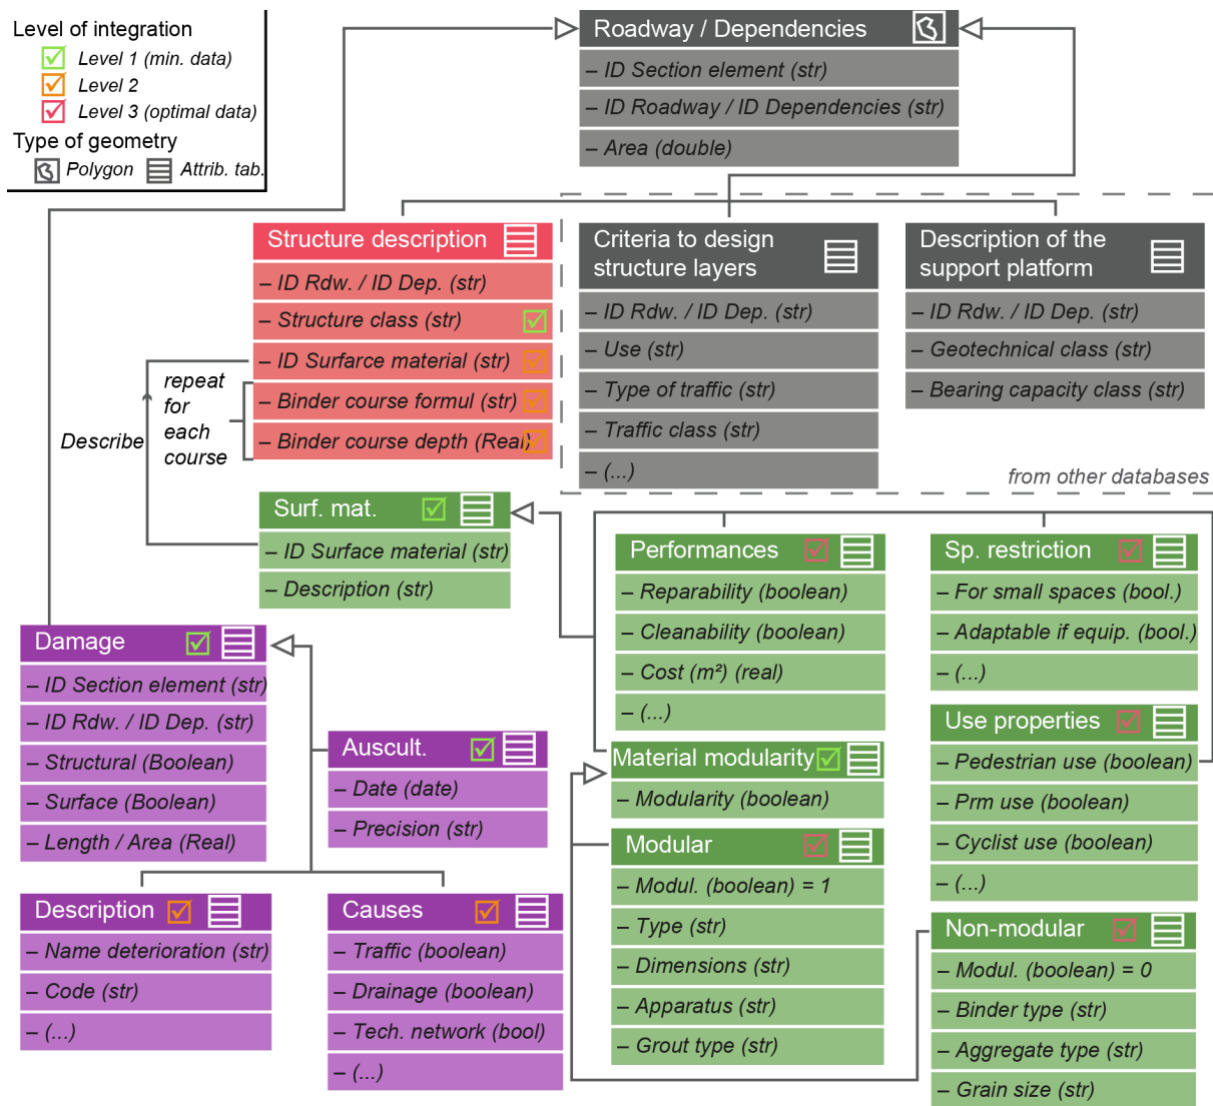 Level of integration
Level 1 (min. data)
Level 2
Level 3 (optimal data)
Type of geometry
Polygon
Attrib. tab.
Roadway / Dependencies
– ID Section element (str)
– ID Roadway / ID Dependencies (str)
– Area (double)
Structure description
– ID Rdw. / ID Dep. (str)
– Structure class (str)
– ID Surfarce material (str)
– Binder course formul (str)
– Binder course depth (Real)
repeat
for
each
course
Describe
Criteria to design
structure layers
– ID Rdw. / ID Dep. (str)
– Use (str)
– Type of traffic (str)
– Traffic class (str)
– (...)
Description of the
support platform
– ID Rdw. / ID Dep. (str)
– Geotechnical class (str)
– Bearing capacity class (str)
from other databases
Surf. mat.
– ID Surface material (str)
– Description (str)
Performances
– Reparability (boolean)
– Cleanability (boolean)
– Cost (m²) (real)
– (...)
Sp. restriction
– For small spaces (bool.)
– Adaptable if equip. (bool.)
– (...)
Damage
– ID Section element (str)
– ID Rdw. / ID Dep. (str)
– Structural (Boolean)
– Surface (Boolean)
– Length / Area (Real)
Auscult.
– Date (date)
– Precision (str)
Material modularity
– Modularity (boolean)
Use properties
– Pedestrian use (boolean)
– Prm use (boolean)
– Cyclist use (boolean)
– (...)
Modular
– Modul. (boolean) = 1
– Type (str)
– Dimensions (str)
– Apparatus (str)
– Grout type (str)
Description
– Name deterioration (str)
– Code (str)
– (...)
Causes
– Traffic (boolean)
– Drainage (boolean)
– Tech. network (bool)
– (...)
Non-modular
– Modul. (boolean) = 0
– Binder type (str)
– Aggregate type (str)
– Grain size (str)